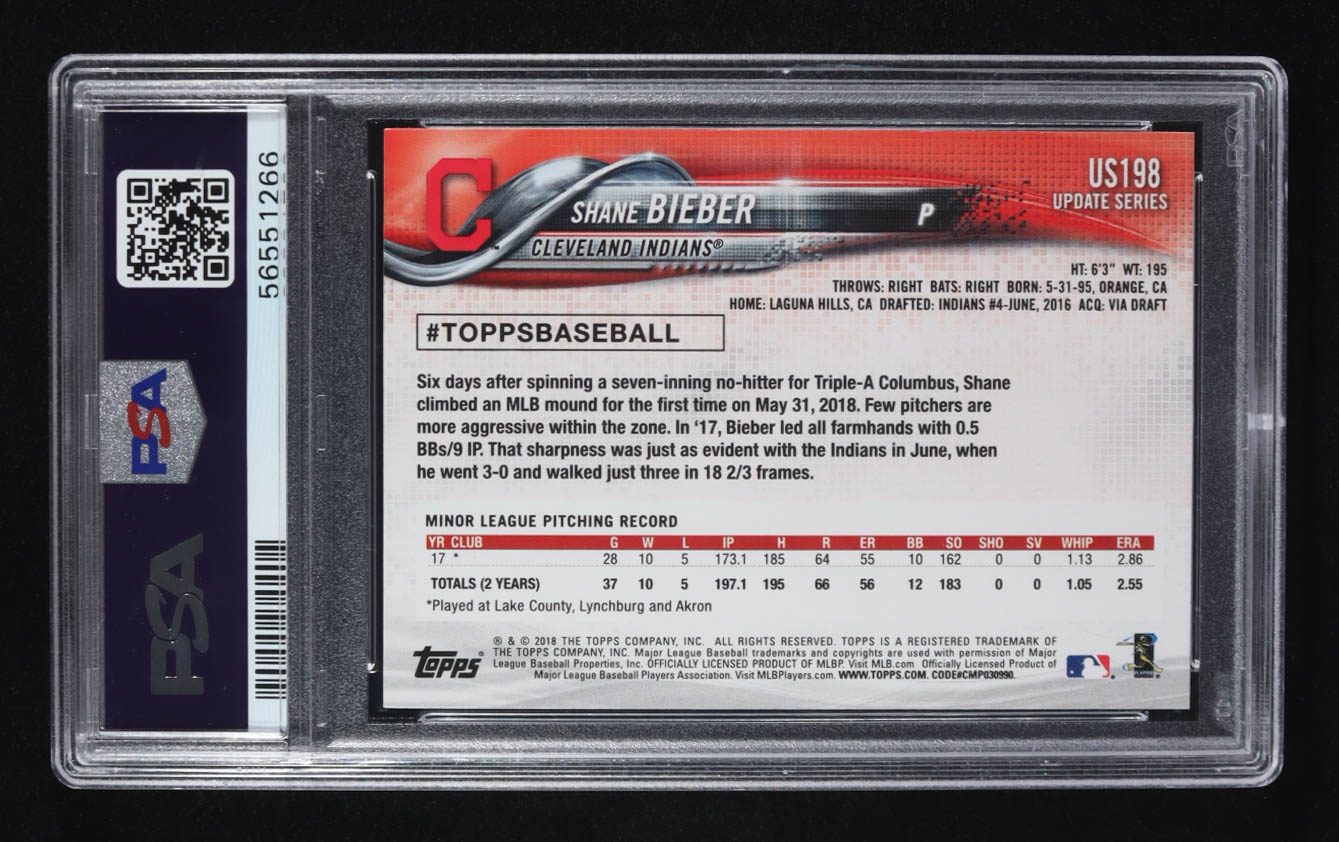 56551266
PSA
PSA
C
SHANE BIEBER
P
CLEVELAND INDIANS®
US198
UPDATE SERIES
HT: 6'3" WT: 195
THROWS: RIGHT BATS: RIGHT BORN: 5-31-95, ORANGE, CA
HOME: LAGUNA HILLS, CA DRAFTED: INDIANS #4-JUNE, 2016 ACQ: VIA DRAFT
#TOPPSBASEBALL
Six days after spinning a seven-inning no-hitter for Triple-A Columbus, Shane
climbed an MLB mound for the first time on May 31, 2018. Few pitchers are
more aggressive within the zone. In '17, Bieber led all farmhands with 0.5
BBs/9 IP. That sharpness was just as evident with the Indians in June, when
he went 3-0 and walked just three in 18 2/3 frames.
MINOR LEAGUE PITCHING RECORD
YR CLUB G W L IP H R ER BB SO SHO SV WHIP ERA
17 * 28 10 5 173.1 185 64 55 10 162 0 0 1.13 2.86
TOTALS (2 YEARS) 37 10 5 197.1 195 66 56 12 183 0 0 1.05 2.55
*Played at Lake County, Lynchburg and Akron
Topps
® & © 2018 THE TOPPS COMPANY, INC. ALL RIGHTS RESERVED. TOPPS IS A REGISTERED TRADEMARK OF
THE TOPPS COMPANY, INC. Major League Baseball trademarks and copyrights are used with permission of Major
League Baseball Properties, Inc. OFFICIALLY LICENSED PRODUCT OF MLBP. Visit MLB.com Officially Licensed Product of
Major League Baseball Players Association. Visit MLBPlayers.com. WWW.TOPPS.COM. CODE#CMP030990.